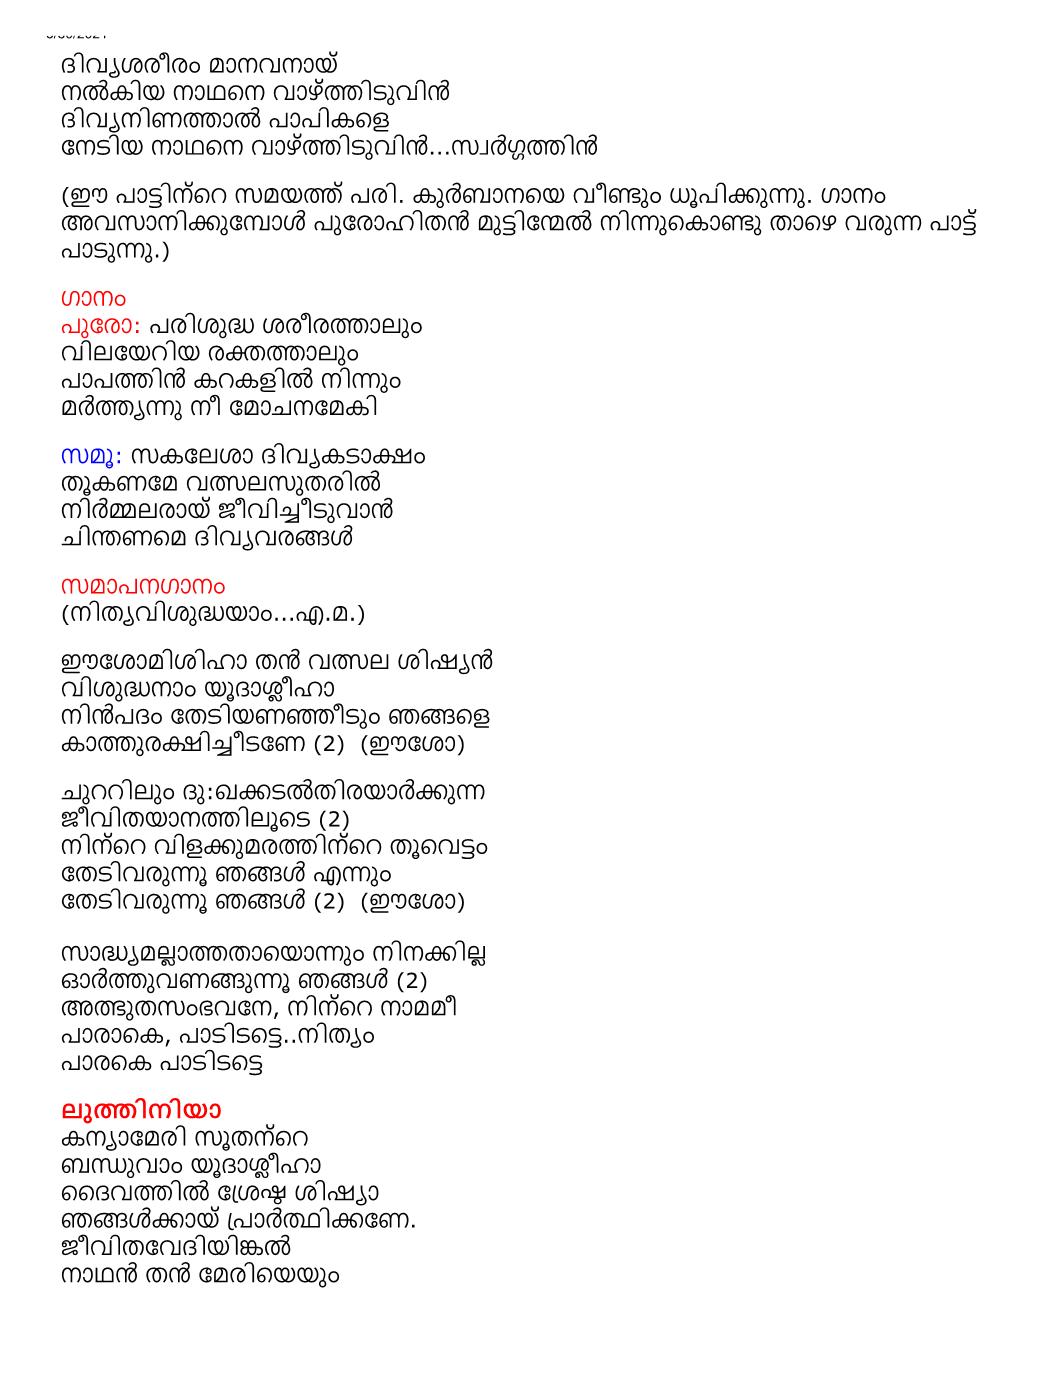 ദിവ്യശരീരം മാനവനായ്
നൽകിയ നാഥനെ വാഴ്ത്തിടുവിൻ
ദിവ്യനിണത്താൽ പാപികളെ
നേടിയ നാഥനെ വാഴ്ത്തിടുവിൻ...സ്വർഗ്ഗത്തിൻ
(ഈ പാട്ടിന്റെ സമയത്ത് പരി. കുർബാനയെ വീണ്ടും ധൂപിക്കുന്നു. ഗാനം
അവസാനിക്കുമ്പോൾ പുരോഹിതൻ മുട്ടിന്മേൽ നിന്നുകൊണ്ടു താഴെ വരുന്ന പാട്ട്
പാടുന്നു.)
ഗാനം
പുരോ: പരിശുദ്ധ ശരീരത്താലും
വിലയേറിയ രക്തത്താലും
പാപത്തിൻ കറകളിൽ നിന്നും
മർത്ത്യന്നു നീ മോചനമേകി
സമൂ: സകലേശാ ദിവ്യകടാക്ഷം
തൂകണമേ വത്സലസുതരിൽ
നിർമ്മലരായ് ജീവിച്ചീടുവാൻ
ചിന്തണമെ ദിവ്യവരങ്ങൾ
സമാപനഗാനം
(നിത്യവിശുദ്ധയാം...എ.മ.)
ഈശോമിശിഹാ തൻ വത്സല ശിഷ്യൻ
വിശുദ്ധനാം യൂദാശ്ലീഹാ
നിൻപദം തേടിയണഞ്ഞീടും ഞങ്ങളെ
കാത്തുരക്ഷിച്ചീടണേ (2) (ഈശോ)
ചുററിലും ദു:ഖക്കടൽതിരയാർക്കുന്ന
ജീവിതയാനത്തിലൂടെ (2)
നിന്റെ വിളക്കുമരത്തിന്റെ തൂവെട്ടം
തേടിവരുന്നൂ ഞങ്ങൾ എന്നും
തേടിവരുന്നൂ ഞങ്ങൾ (2) (ഈശോ)
സാദ്ധ്യമല്ലാത്തതായൊന്നും നിനക്കില്ല
ഓർത്തുവണങ്ങുന്നൂ ഞങ്ങൾ (2)
അത്ഭുതസംഭവനേ, നിന്റെ നാമമീ
പാരാകെ, പാടിടട്ടെ..നിത്യം
പാരകെ പാടിടട്ടെ
ലുത്തിനിയാ
കന്യാമേരി സൂതന്റെ
ബന്ധുവാം യൂദാശ്ലീഹാ
ദൈവത്തിൽ ശ്രേഷ്ഠ ശിഷ്യാ
ഞങ്ങൾക്കായ് പ്രാർത്ഥിക്കണേ.
ജീവിതവേദിയിങ്കൽ
നാഥൻ തൻ മേരിയെയും